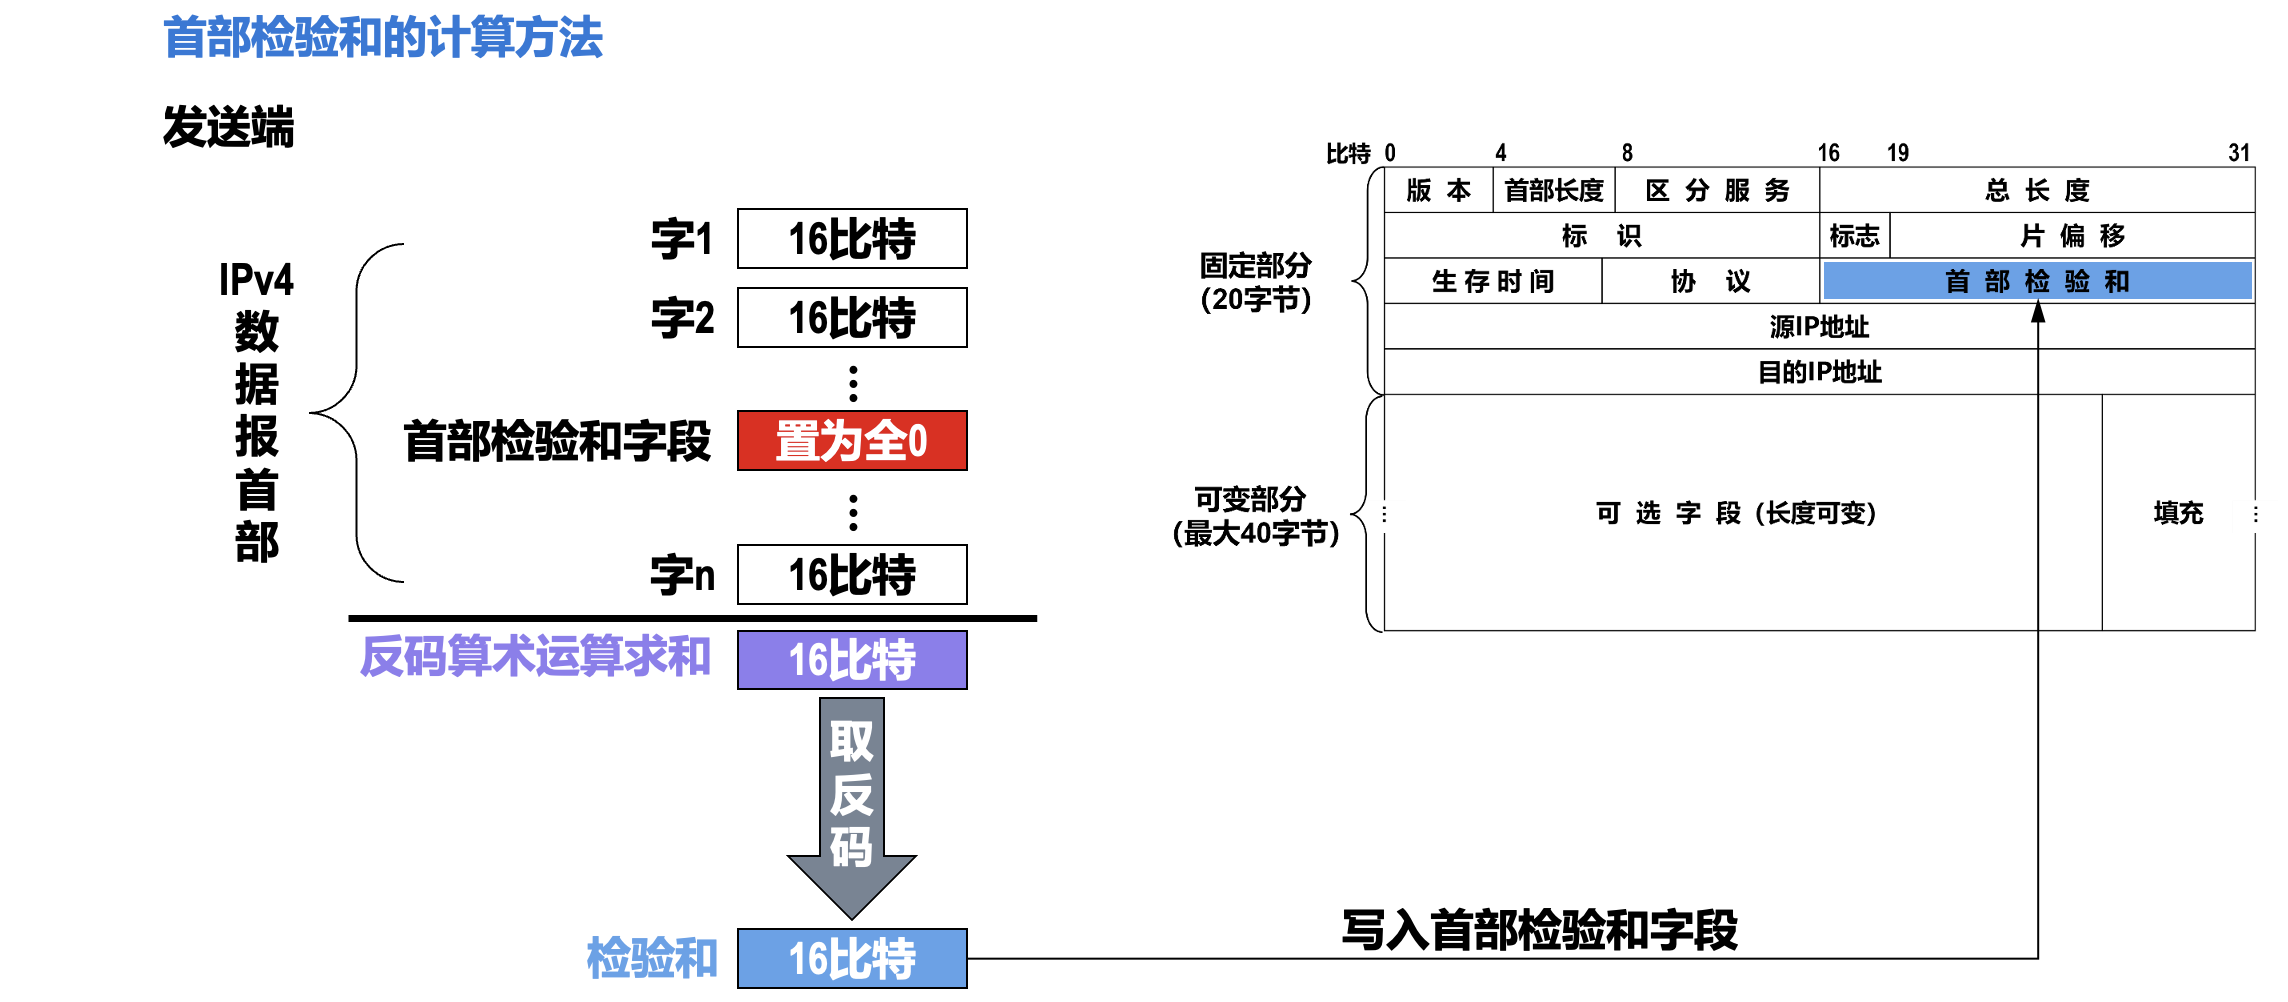 首部检验和的计算方法
发送端
IPv4
数
据
报
首
部
字1 16比特
字2 16比特
首部检验和字段 置为全0
字n 16比特
反码算术运算求和 16比特
取
反
码
检验和 16比特
写入首部检验和字段
比特 0 4 8 16 19 31
版本 首部长度 区分服务 总长度
标识 标志 片偏移
生存时间 协议 首部检验和
源IP地址
目的IP地址
可选字段(长度可变) 填充
固定部分
(20字节)
可变部分
(最大40字节)